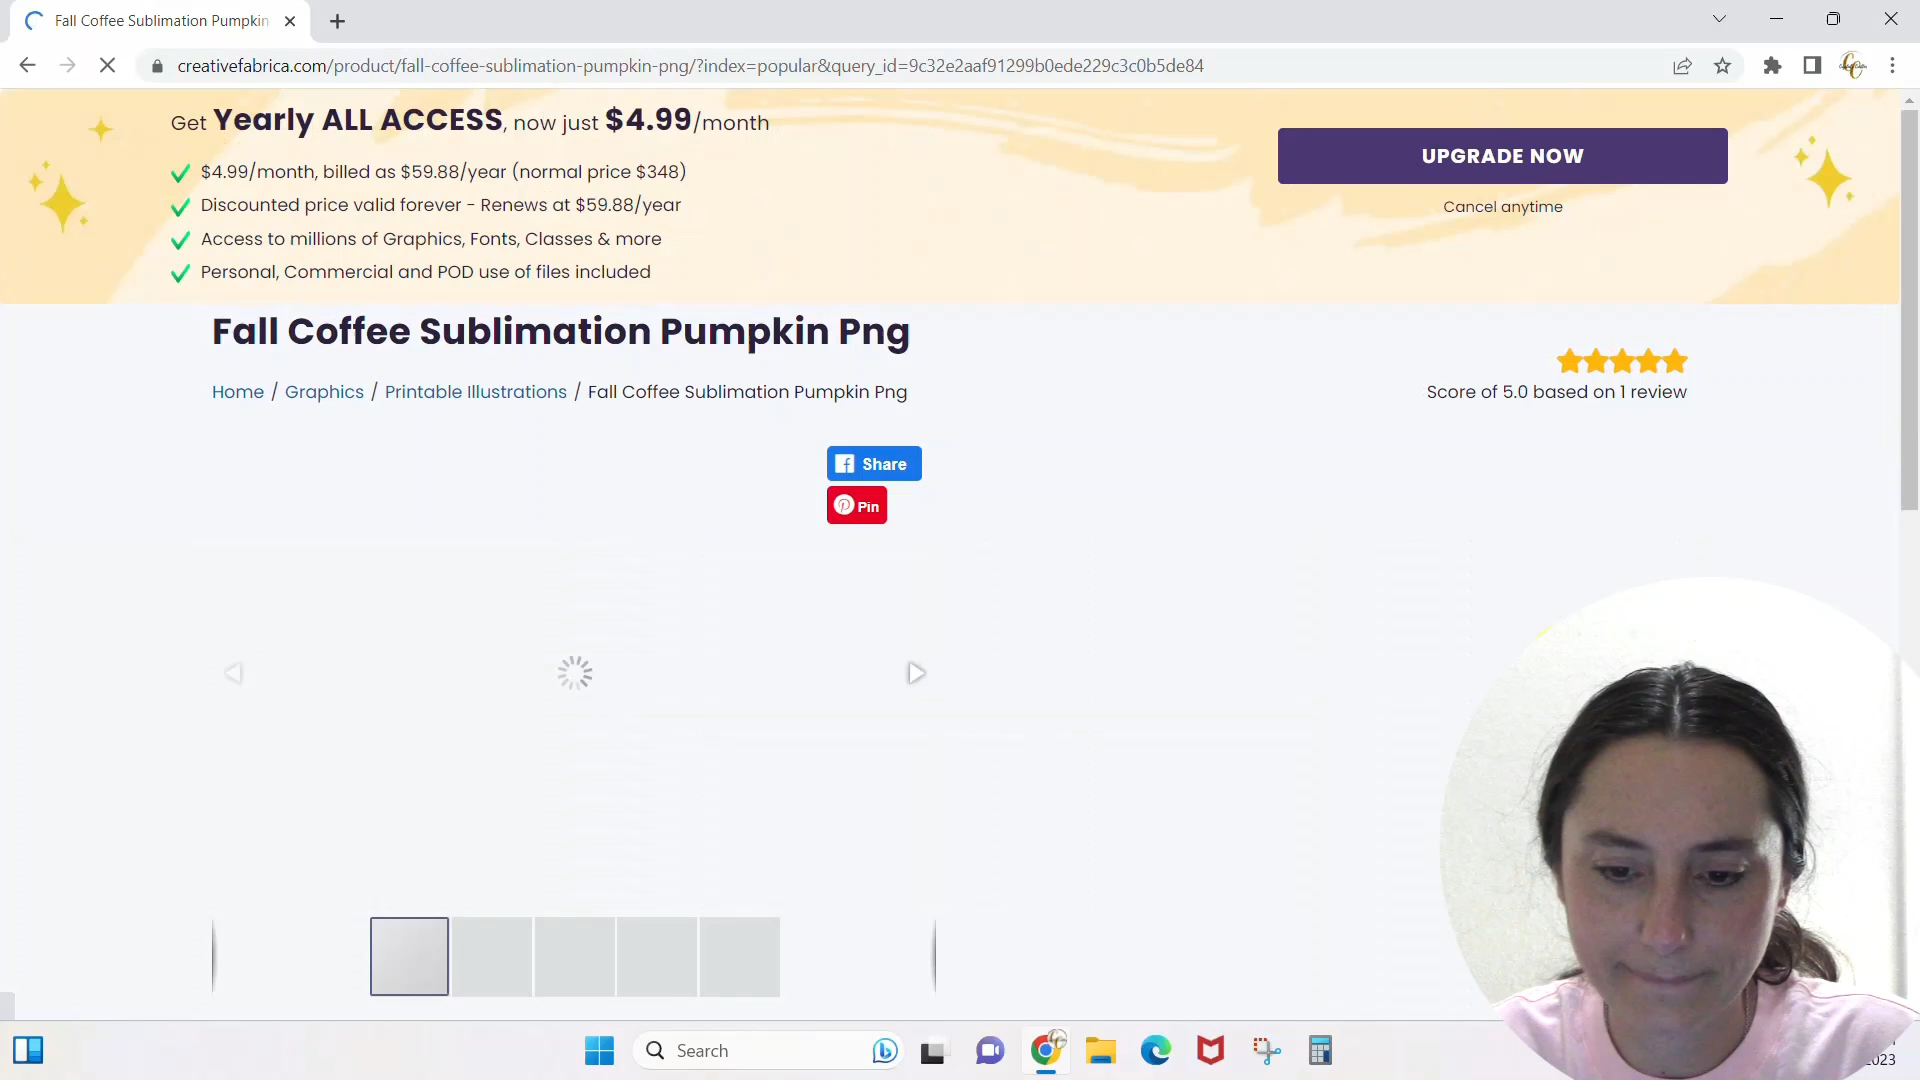 Fall Coffee Sublimation Pumpkin
creativefabrica.com/product/fall-coffee-sublimation-pumpkin-png/?index=popular&query_id=9c32e2aaf91299b0ede229c3c0b5de84
Get Yearly ALL ACCESS, now just $4.99/month
$4.99/month, billed as $59.88/year (normal price $348)
Discounted price valid forever - Renews at $59.88/year
Access to millions of Graphics, Fonts, Classes & more
Personal, Commercial and POD use of files included
UPGRADE NOW
Cancel anytime
Fall Coffee Sublimation Pumpkin Png
Home / Graphics / Printable Illustrations / Fall Coffee Sublimation Pumpkin Png
Score of 5.0 based on 1 review
Share
Pin
Search